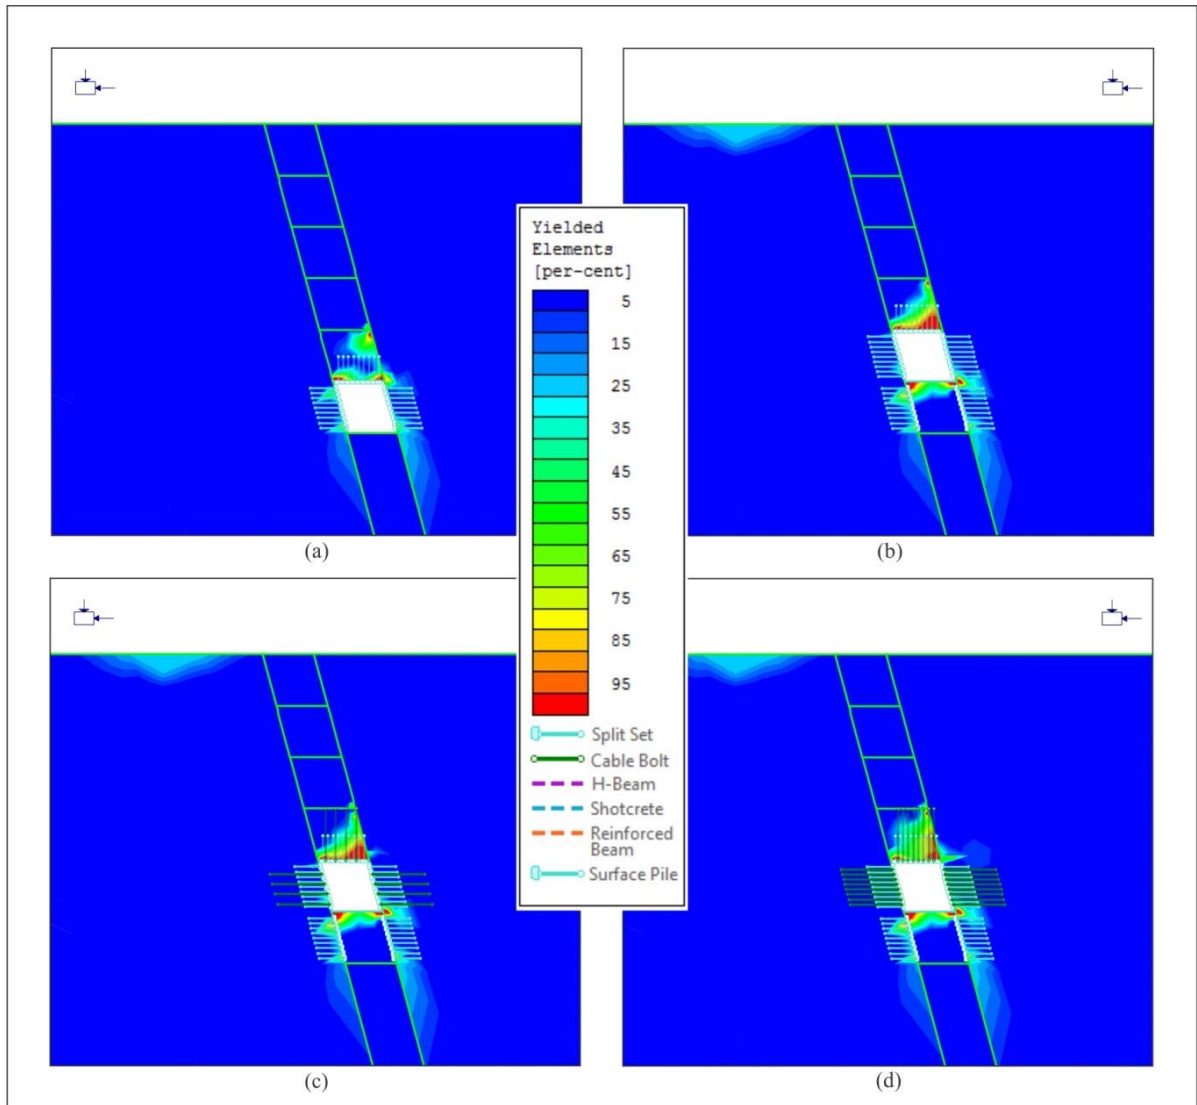 Yielded
Elements
[per-cent]
5
15
25
35
45
55
65
75
85
95
Split Set
Cable Bolt
H-Beam
Shotcrete
Reinforced
Beam
Surface Pile
(a)
(b)
(c)
(d)